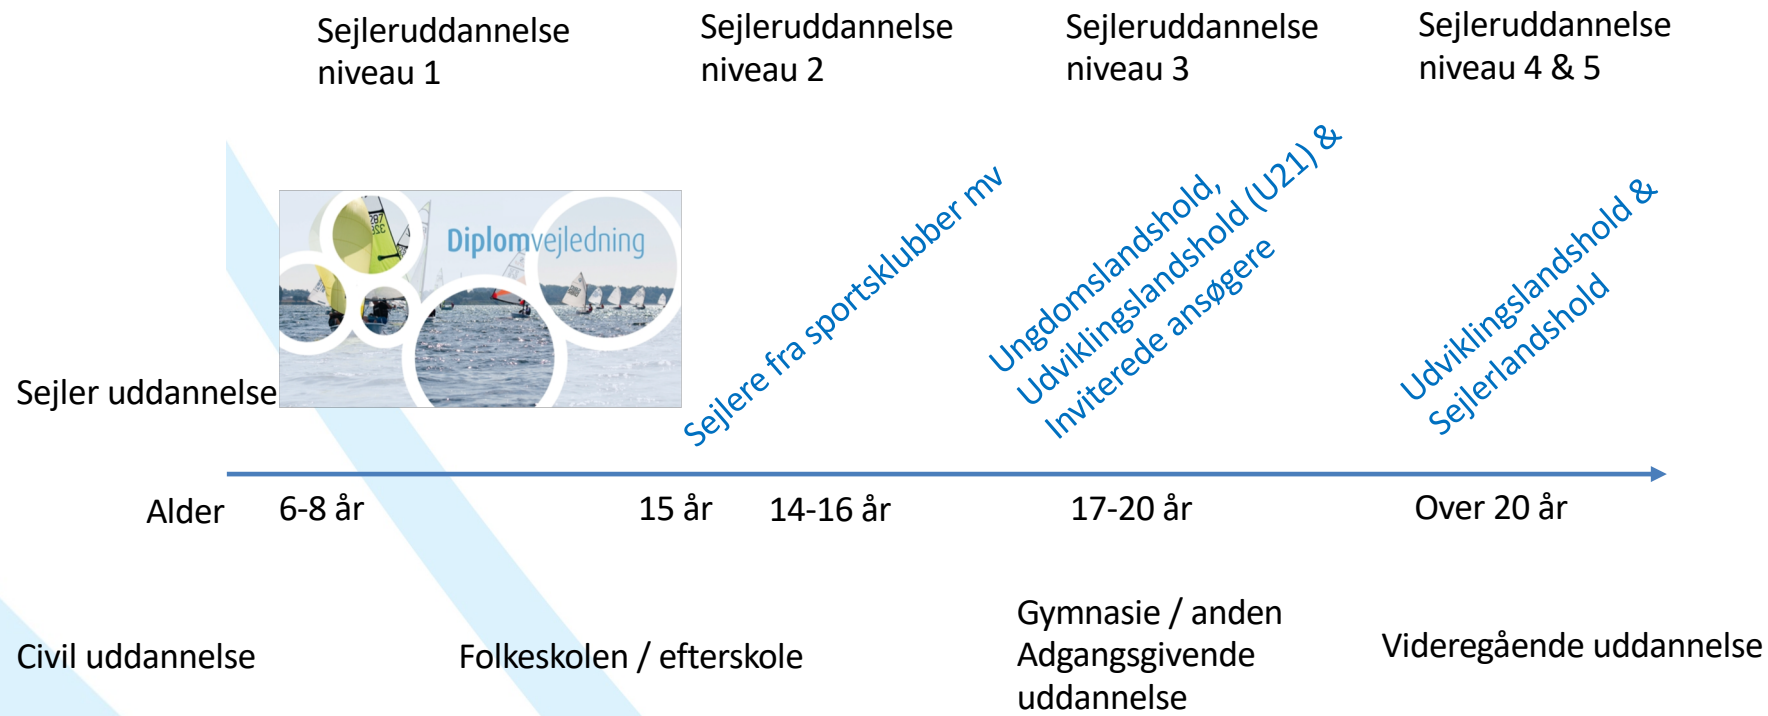 Sejleruddannelse
niveau 1
Sejleruddannelse
niveau 2
Sejleruddannelse
niveau 3
Sejleruddannelse
niveau 4 & 5
Diplomvejledning
Sejlere fra sportsklubber mv
Ungdomslandshold,
Udviklingslandshold (U21) &
Inviterede ansøgere
Udviklingslandshold &
Sejlerlandshold
Sejler uddannelse
Alder
6-8 år
15 år
14-16 år
17-20 år
Over 20 år
Civil uddannelse
Folkeskolen / efterskole
Gymnasie / anden
Adgangsgivende
uddannelse
Videregående uddannelse